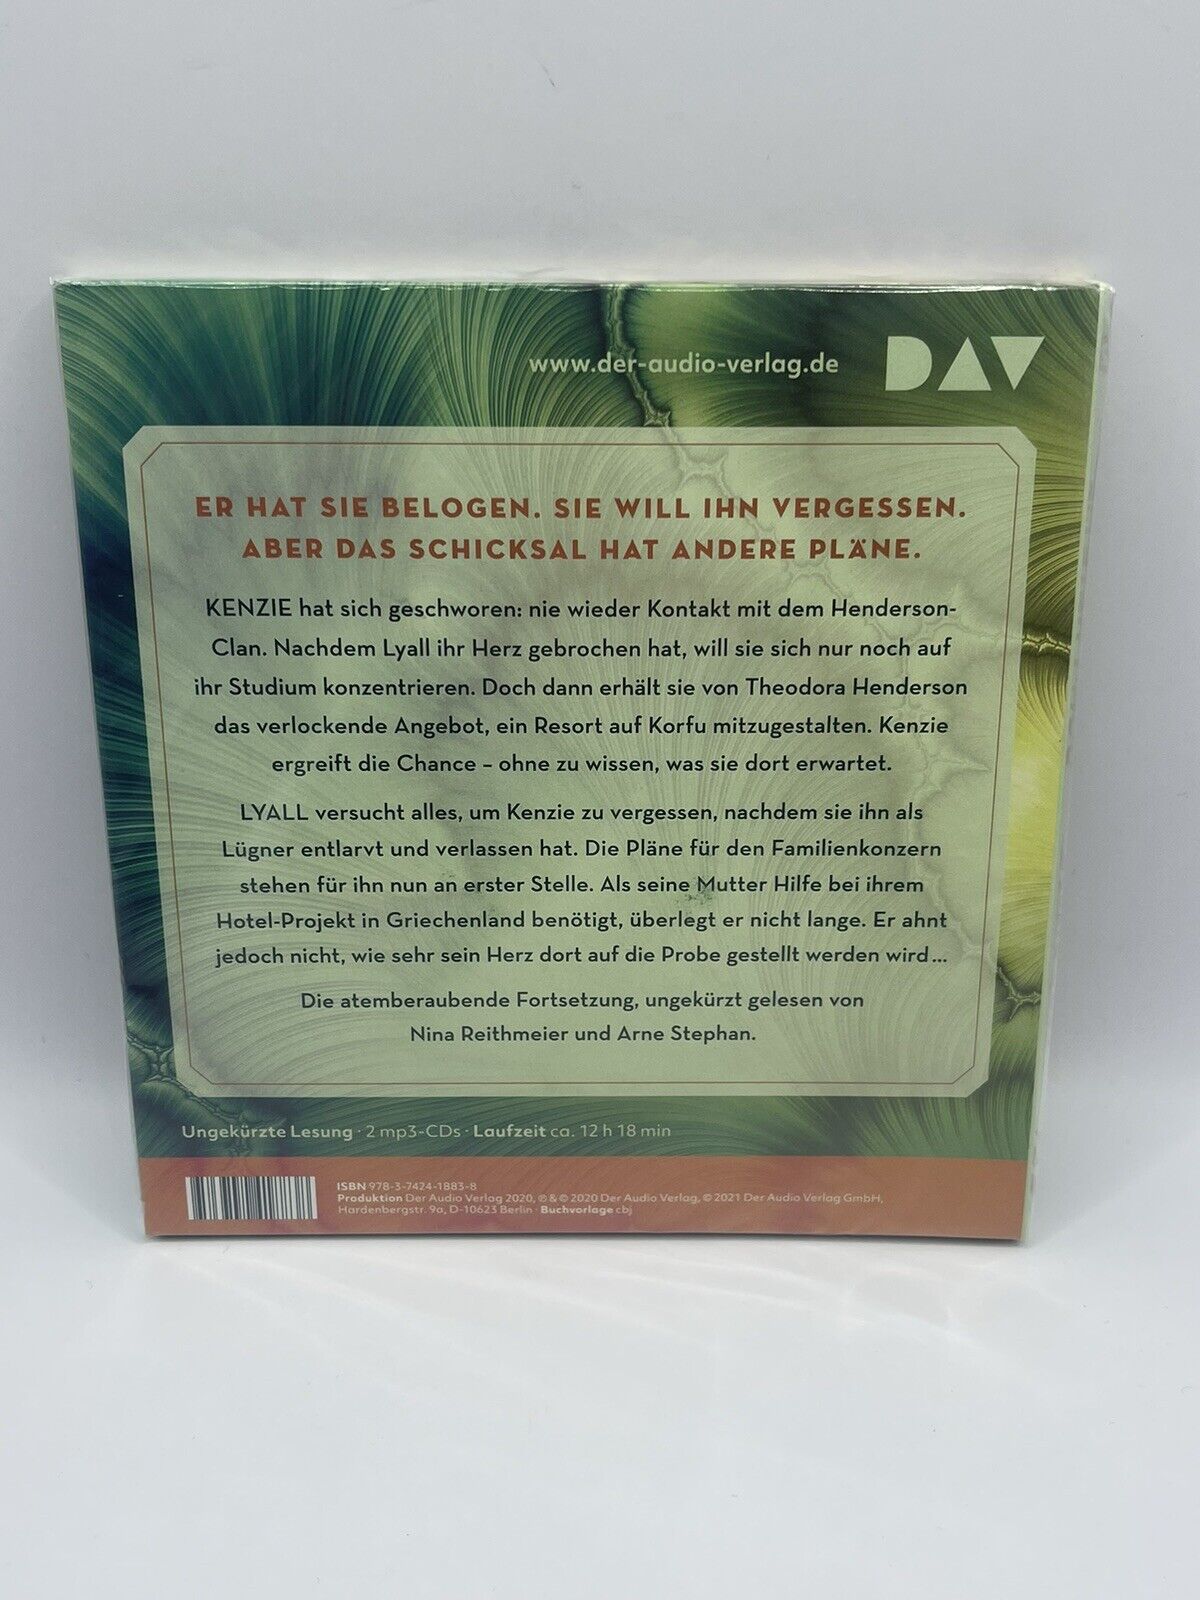 www.der-audio-verlag.de DAV
ER HAT SIE BELOGEN. SIE WILL IHN VERGESSEN.
ABER DAS SCHICKSAL HAT ANDERE PLÄNE.
KENZIE hat sich geschworen: nie wieder Kontakt mit dem Henderson-
Clan. Nachdem Lyall ihr Herz gebrochen hat, will sie sich nur noch auf
ihr Studium konzentrieren. Doch dann erhält sie von Theodora Henderson
das verlockende Angebot, ein Resort auf Korfu mitzugestalten. Kenzie
ergreift die Chance – ohne zu wissen, was sie dort erwartet.
LYALL versucht alles, um Kenzie zu vergessen, nachdem sie ihn als
Lügner entlarvt und verlassen hat. Die Pläne für den Familienkonzern
stehen für ihn nun an erster Stelle. Als seine Mutter Hilfe bei ihrem
Hotel-Projekt in Griechenland benötigt, überlegt er nicht lange. Er ahnt
jedoch nicht, wie sehr sein Herz dort auf die Probe gestellt werden wird...
Die atemberaubende Fortsetzung, ungekürzt gelesen von
Nina Reithmeier und Arne Stephan.
Ungekürzte Lesung · 2 mp3-CDs · Laufzeit ca. 12 h 18 min
ISBN 978-3-7424-1883-8
Produktion Der Audio Verlag 2020, ℗ & © 2020 Der Audio Verlag, © 2021 Der Audio Verlag GmbH,
Hardenbergstr. 9a, D-10623 Berlin · Buchvorlage cbj